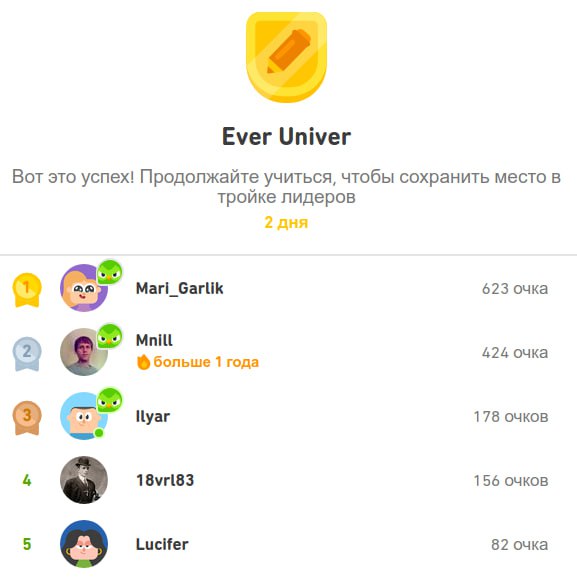 Ever Univer
Вот это успех! Продолжайте учиться, чтобы сохранить место в
тройке лидеров
2 дня
1 Mari_Garlik 623 очка
2 Mnill 424 очка
больше 1 года
3 Ilyar 178 очков
4 18vrl83 156 очков
5 Lucifer 82 очка